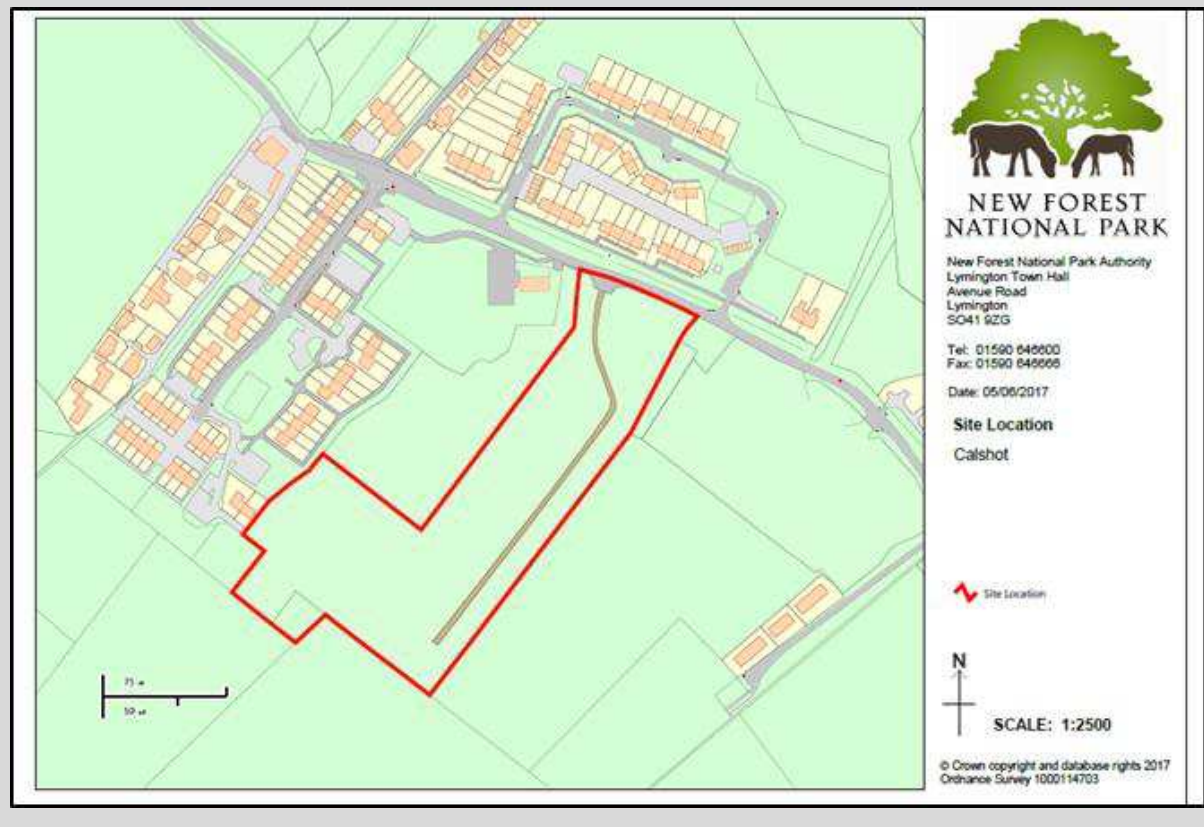 NEW FOREST
NATIONAL PARK
New Forest National Park Authority
Lymington Town Hall
Avenue Road
Lymington
SO41 9ZG
Tel: 01590 646600
Fax: 01590 646666
Date: 05/06/2017
Site Location
Calshot
Site Location
N
SCALE: 1:2500
© Crown copyright and database rights 2017
Ordnance Survey 1000114703